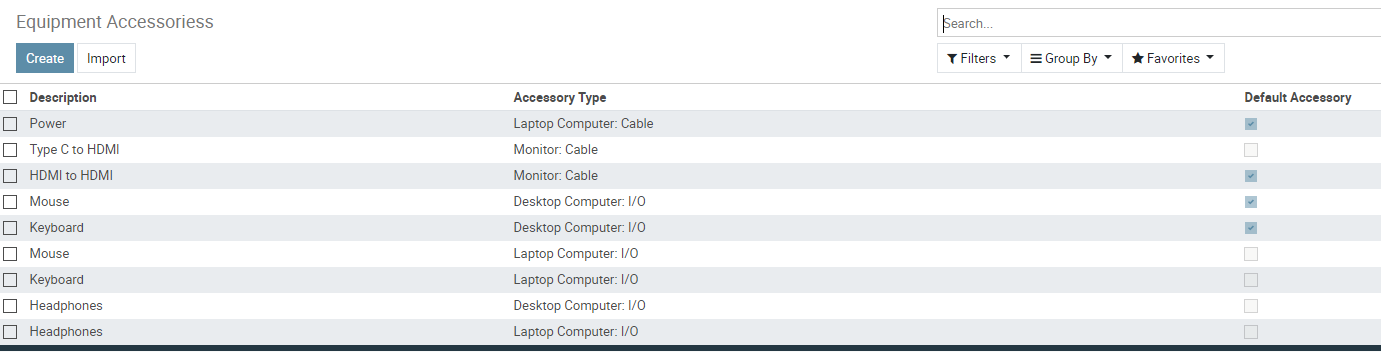 Equipment Accessoriess
Search...
Create Import Filters Group By Favorites
Description Accessory Type Default Accessory
Power Laptop Computer: Cable
Type C to HDMI Monitor: Cable
HDMI to HDMI Monitor: Cable
Mouse Desktop Computer: I/O
Keyboard Desktop Computer: I/O
Mouse Laptop Computer: I/O
Keyboard Laptop Computer: I/O
Headphones Desktop Computer: I/O
Headphones Laptop Computer: I/O